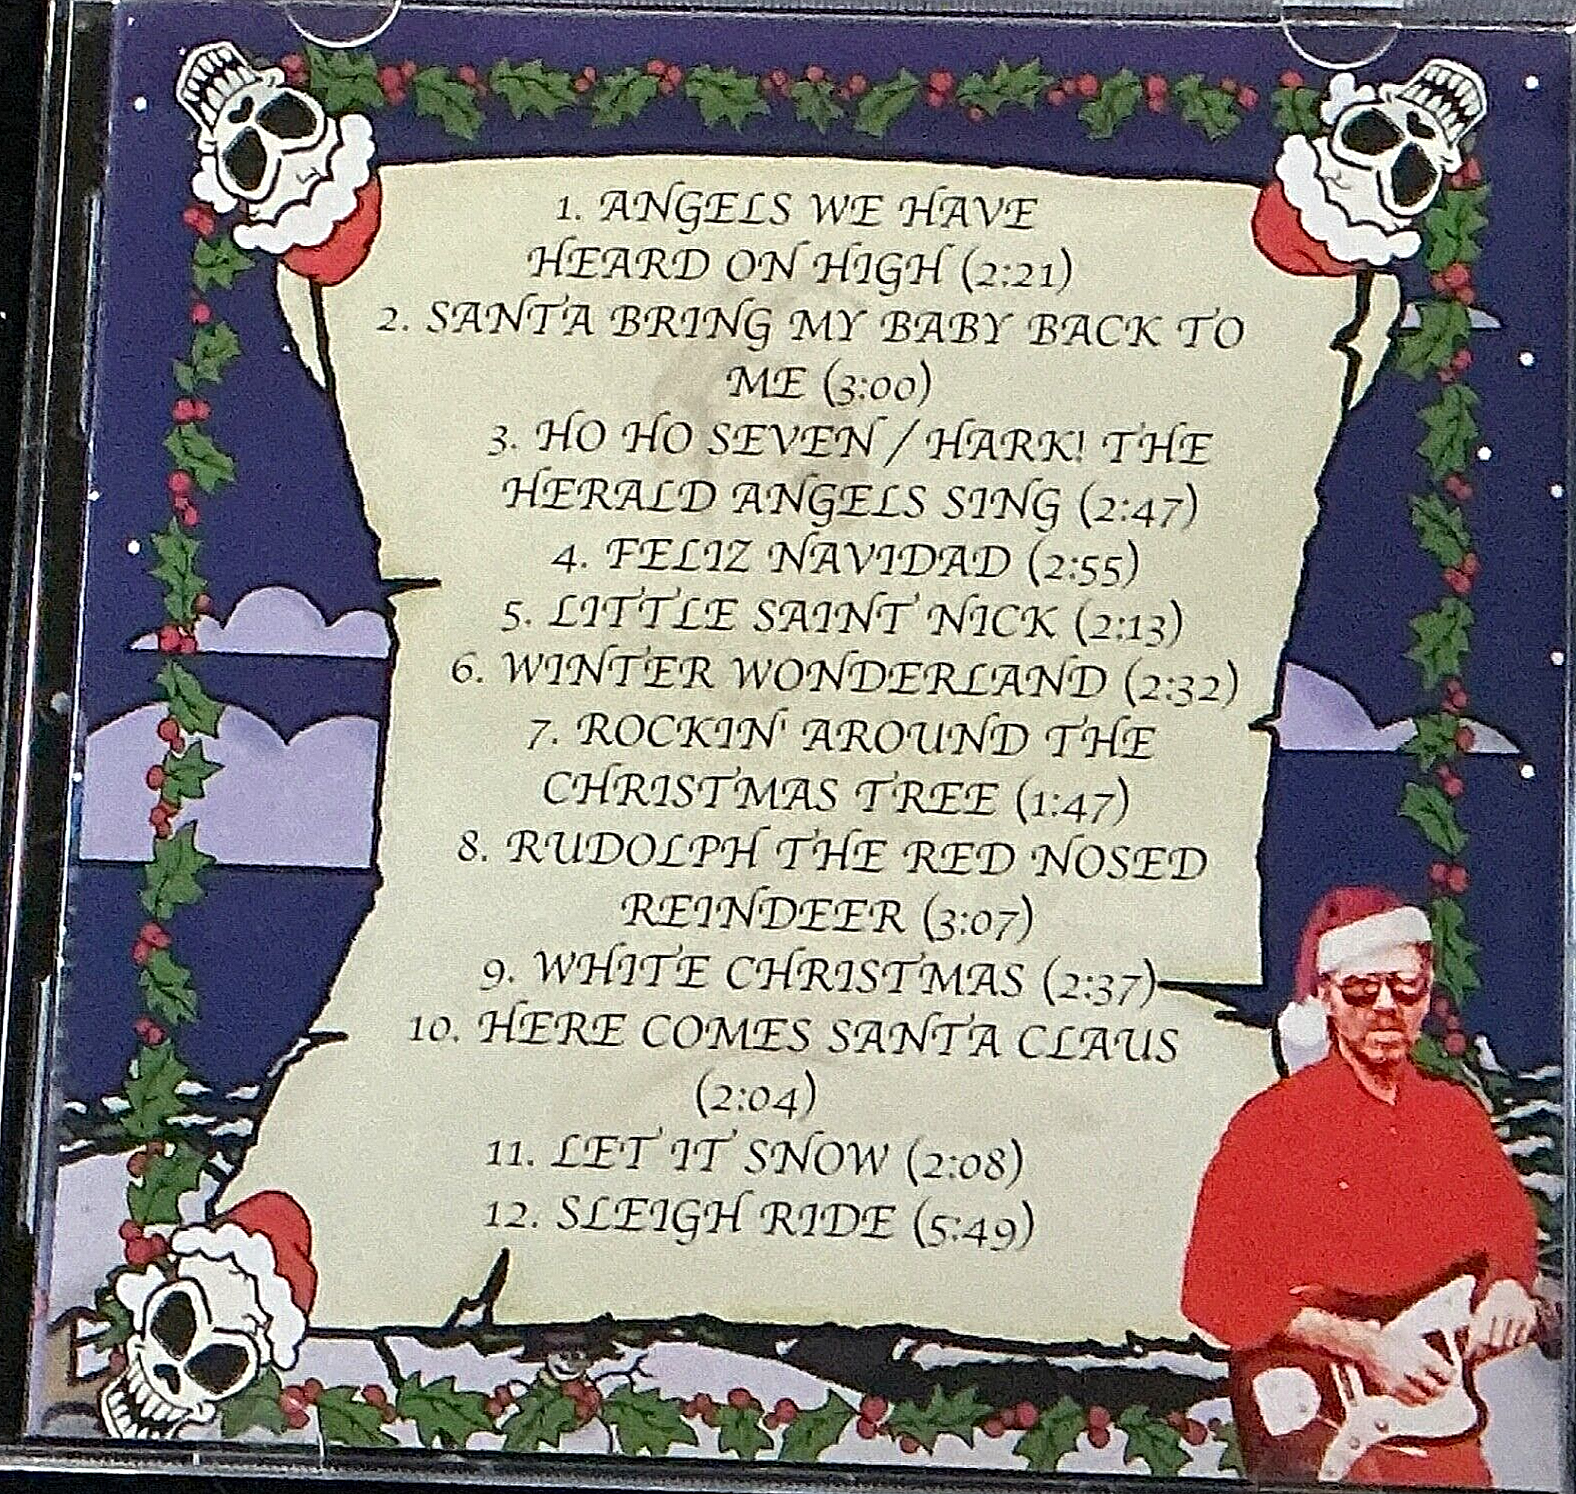 1. ANGELS WE HAVE
HEARD ON HIGH (2:21)
2. SANTA BRING MY BABY BACK TO
ME (3:00)
3. HO HO SEVEN / HARK! THE
HERALD ANGELS SING (2:47)
4. FELIZ NAVIDAD (2:55)
5. LITTLE SAINT NICK (2:13)
6. WINTER WONDERLAND (2:32)
7. ROCKIN' AROUND THE
CHRISTMAS TREE (1:47)
8. RUDOLPH THE RED NOSED
REINDEER (3:07)
9. WHITE CHRISTMAS (2:37)
10. HERE COMES SANTA CLAUS
(2:04)
11. LET IT SNOW (2:08)
12. SLEIGH RIDE (5:49)